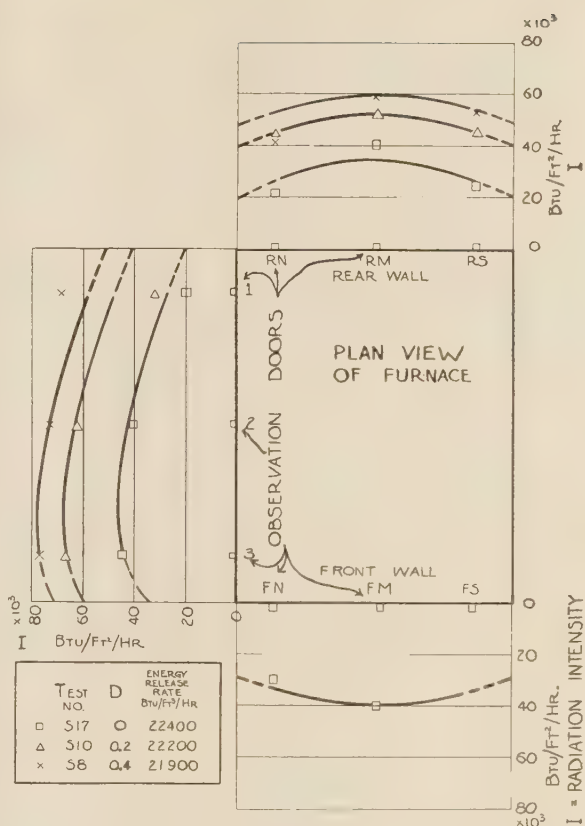 ×10³
80
60
40
20
0
BTU/FT²/HR
I
RN RM RS
REAR WALL
1
2
3
OBSERVATION DOORS
PLAN VIEW
OF FURNACE
FRONT WALL
FN FM FS
×10³
80 60 40 20 0
I BTU/FT²/HR
0
20
40
60
80
×10³
BTU/FT²/HR.
I = RADIATION INTENSITY
TEST NO. D ENERGY RELEASE RATE BTU/FT³/HR
□ S17 0 22400
△ S10 0.2 22200
× S8 0.4 21900